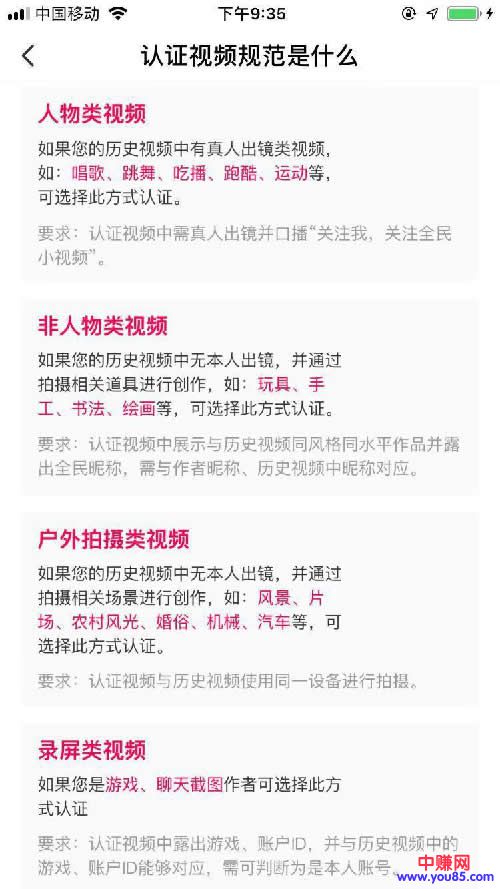 中国移动
下午9:35
认证视频规范是什么
人物类视频
如果您的历史视频中有真人出镜类视频，
如：唱歌、跳舞、吃播、跑酷、运动等，
可选择此方式认证。
要求：认证视频中需真人出镜并口播“关注我，关注全民
小视频”。
非人物类视频
如果您的历史视频中无本人出镜，并通过
拍摄相关道具进行创作，如：玩具、手
工、书法、绘画等，可选择此方式认证。
要求：认证视频中展示与历史视频同风格同水平作品并露
出全民昵称，需与作者昵称、历史视频中昵称对应。
户外拍摄类视频
如果您的历史视频中无本人出镜，并通过
拍摄相关场景进行创作，如：风景、片
场、农村风光、婚俗、机械、汽车等，可
选择此方式认证。
要求：认证视频与历史视频使用同一设备进行拍摄。
录屏类视频
如果您是游戏、聊天截图作者可选择此方
式认证
要求：认证视频中露出游戏、账户ID，并与历史视频中的
游戏、账户ID能够对应，需可判断为是本人账号。
中赚网
www.you85.com